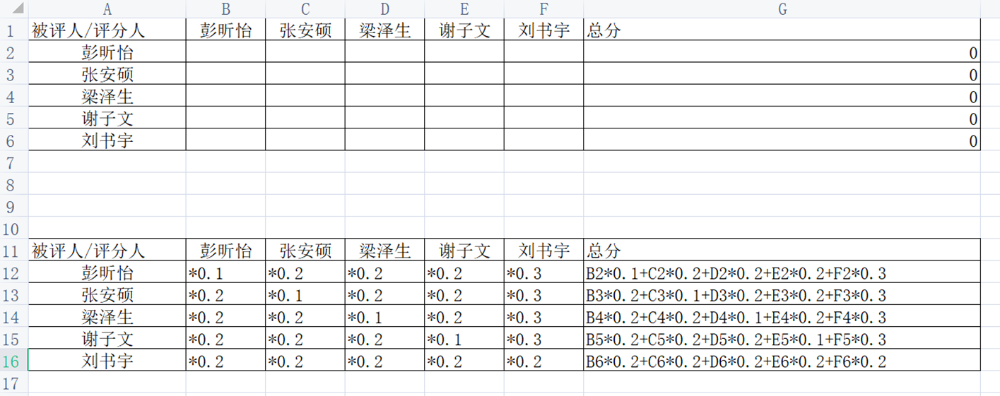 A B C D E F G
1 被评人/评分人 彭昕怡 张安硕 梁泽生 谢子文 刘书宇 总分
2 彭昕怡 0
3 张安硕 0
4 梁泽生 0
5 谢子文 0
6 刘书宇 0
7
8
9
10
11 被评人/评分人 彭昕怡 张安硕 梁泽生 谢子文 刘书宇 总分
12 彭昕怡 *0.1 *0.2 *0.2 *0.2 *0.3 B2*0.1+C2*0.2+D2*0.2+E2*0.2+F2*0.3
13 张安硕 *0.2 *0.1 *0.2 *0.2 *0.3 B3*0.2+C3*0.1+D3*0.2+E3*0.2+F3*0.3
14 梁泽生 *0.2 *0.2 *0.1 *0.2 *0.3 B4*0.2+C4*0.2+D4*0.1+E4*0.2+F4*0.3
15 谢子文 *0.2 *0.2 *0.2 *0.1 *0.3 B5*0.2+C5*0.2+D5*0.2+E5*0.1+F5*0.3
16 刘书宇 *0.2 *0.2 *0.2 *0.2 *0.2 B6*0.2+C6*0.2+D6*0.2+E6*0.2+F6*0.2
17